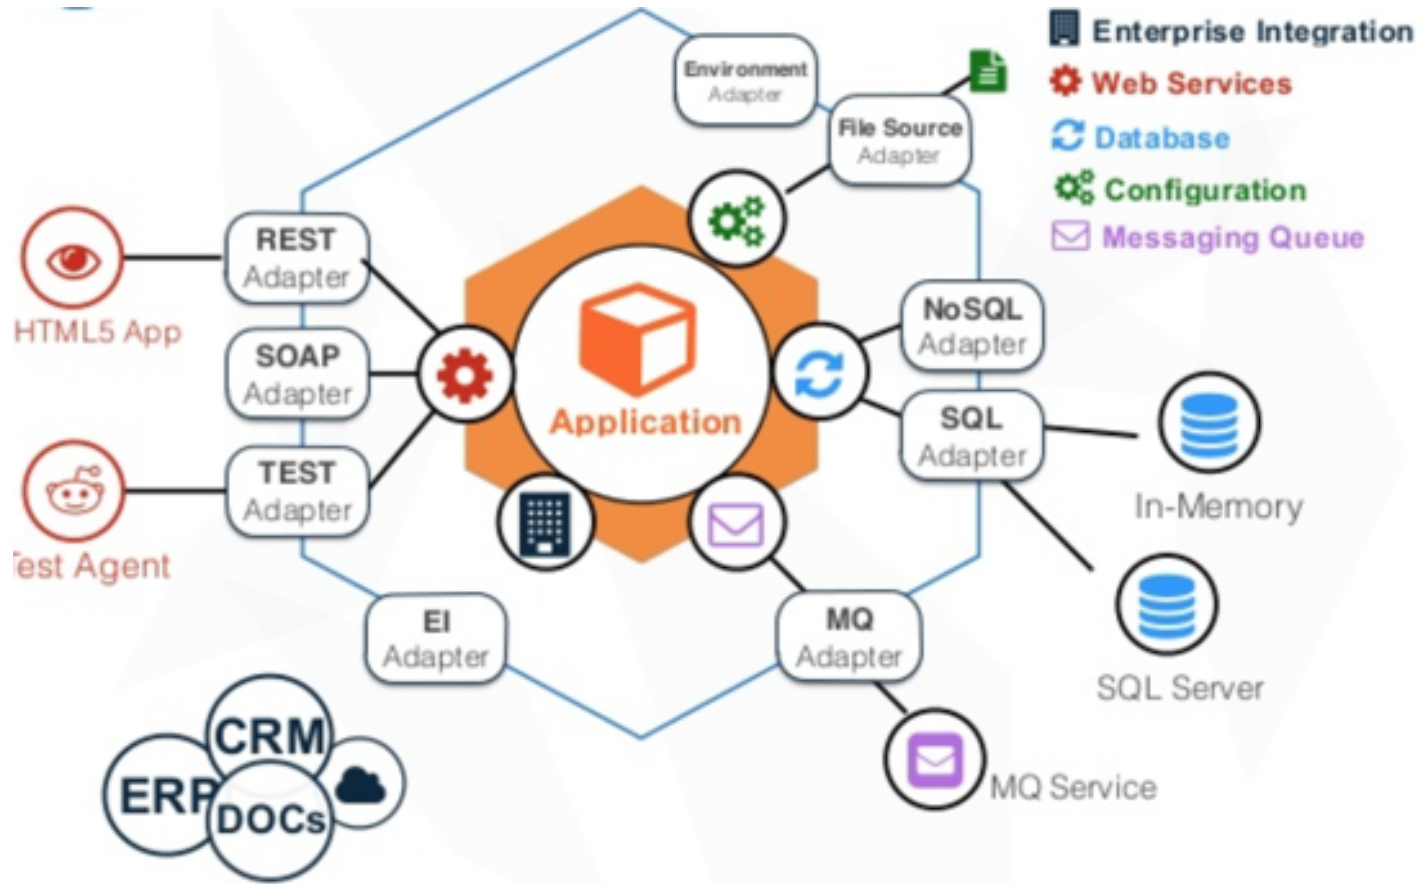 Enterprise Integration
Web Services
Database
Configuration
Messaging Queue
Environment
Adapter
File Source
Adapter
REST
Adapter
HTML5 App
SOAP
Adapter
TEST
Adapter
Test Agent
Application
NoSQL
Adapter
SQL
Adapter
In-Memory
SQL Server
EI
Adapter
MQ
Adapter
MQ Service
CRM
ERP
DOCs